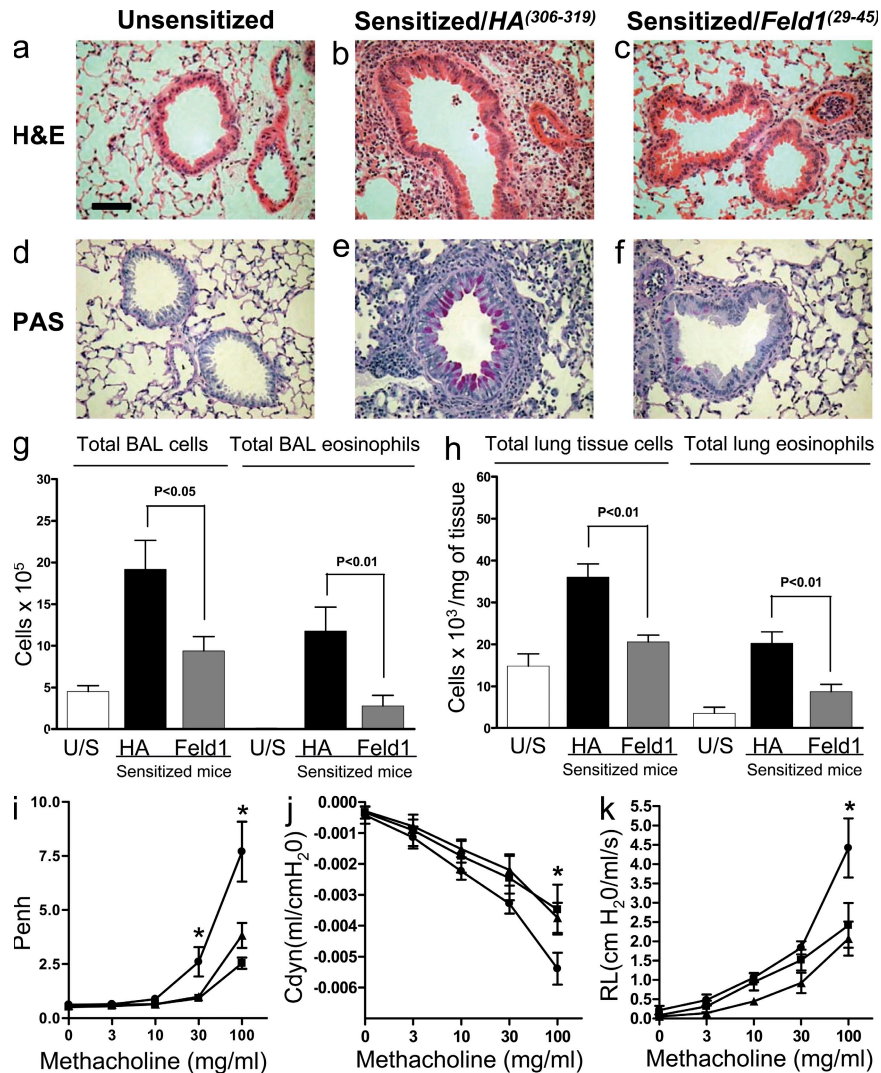 Unsensitized Sensitized/HA(306-319) Sensitized/Feld1(29-45)
a b c
H&E
d e f
PAS
g Total BAL cells Total BAL eosinophils
Cells x 10⁵
30
25
20
15
10
5
0
P<0.05
P<0.01
U/S HA Feld1 U/S HA Feld1
Sensitized mice Sensitized mice
h Total lung tissue cells Total lung eosinophils
Cells x 10³/mg of tissue
60
50
40
30
20
10
0
P<0.01
P<0.01
U/S HA Feld1 U/S HA Feld1
Sensitized mice Sensitized mice
i
Penh
10.0
7.5
5.0
2.5
0.0
* *
0 3 10 30 100
Methacholine (mg/ml)
j
Cdyn(ml/cmH₂0)
0.000
-0.001
-0.002
-0.003
-0.004
-0.005
-0.006
*
0 3 10 30 100
Methacholine (mg/ml)
k
RL(cm H₂0/ml/s)
5.5
5.0
4.5
4.0
3.5
3.0
2.5
2.0
1.5
1.0
0.5
0.0
*
0 3 10 30 100
Methacholine (mg/ml)